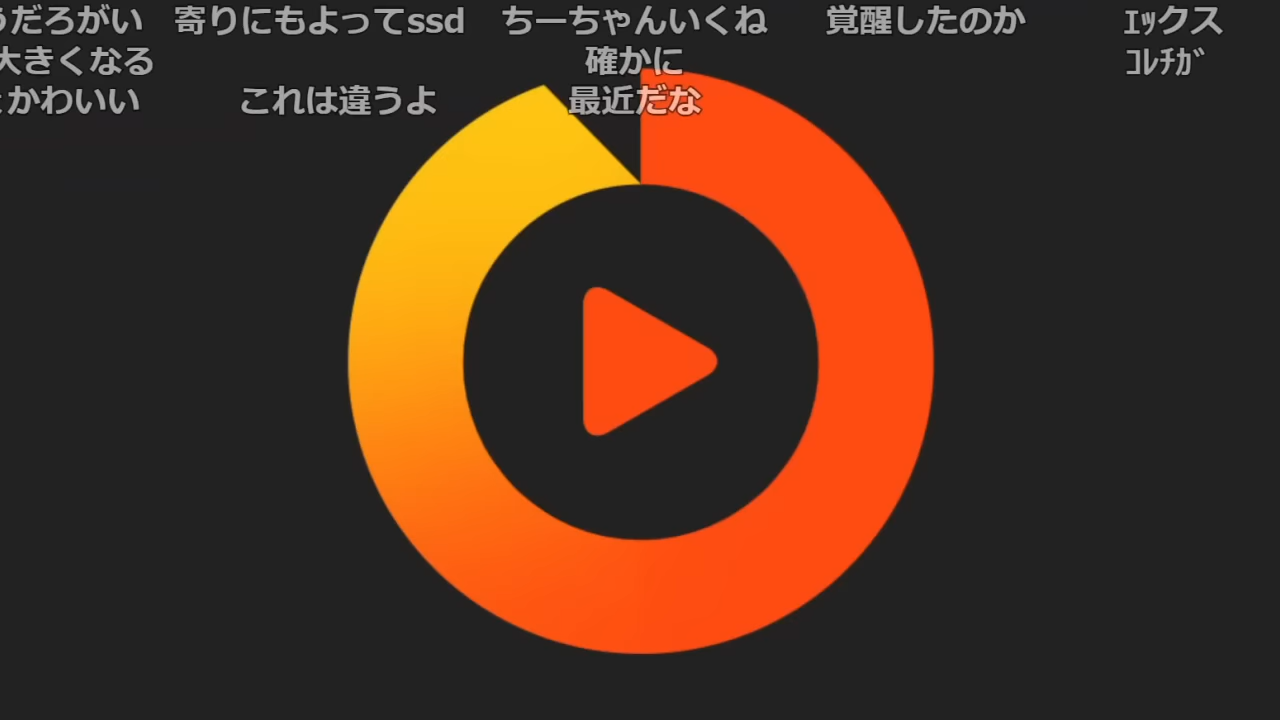 うだろがい 寄りにもよってssd ちーちゃんいくね 覚醒したのか ｴｯクス
大きくなる 確かに ｺﾚﾁｶﾞ
かわいい これは違うよ 最近だな